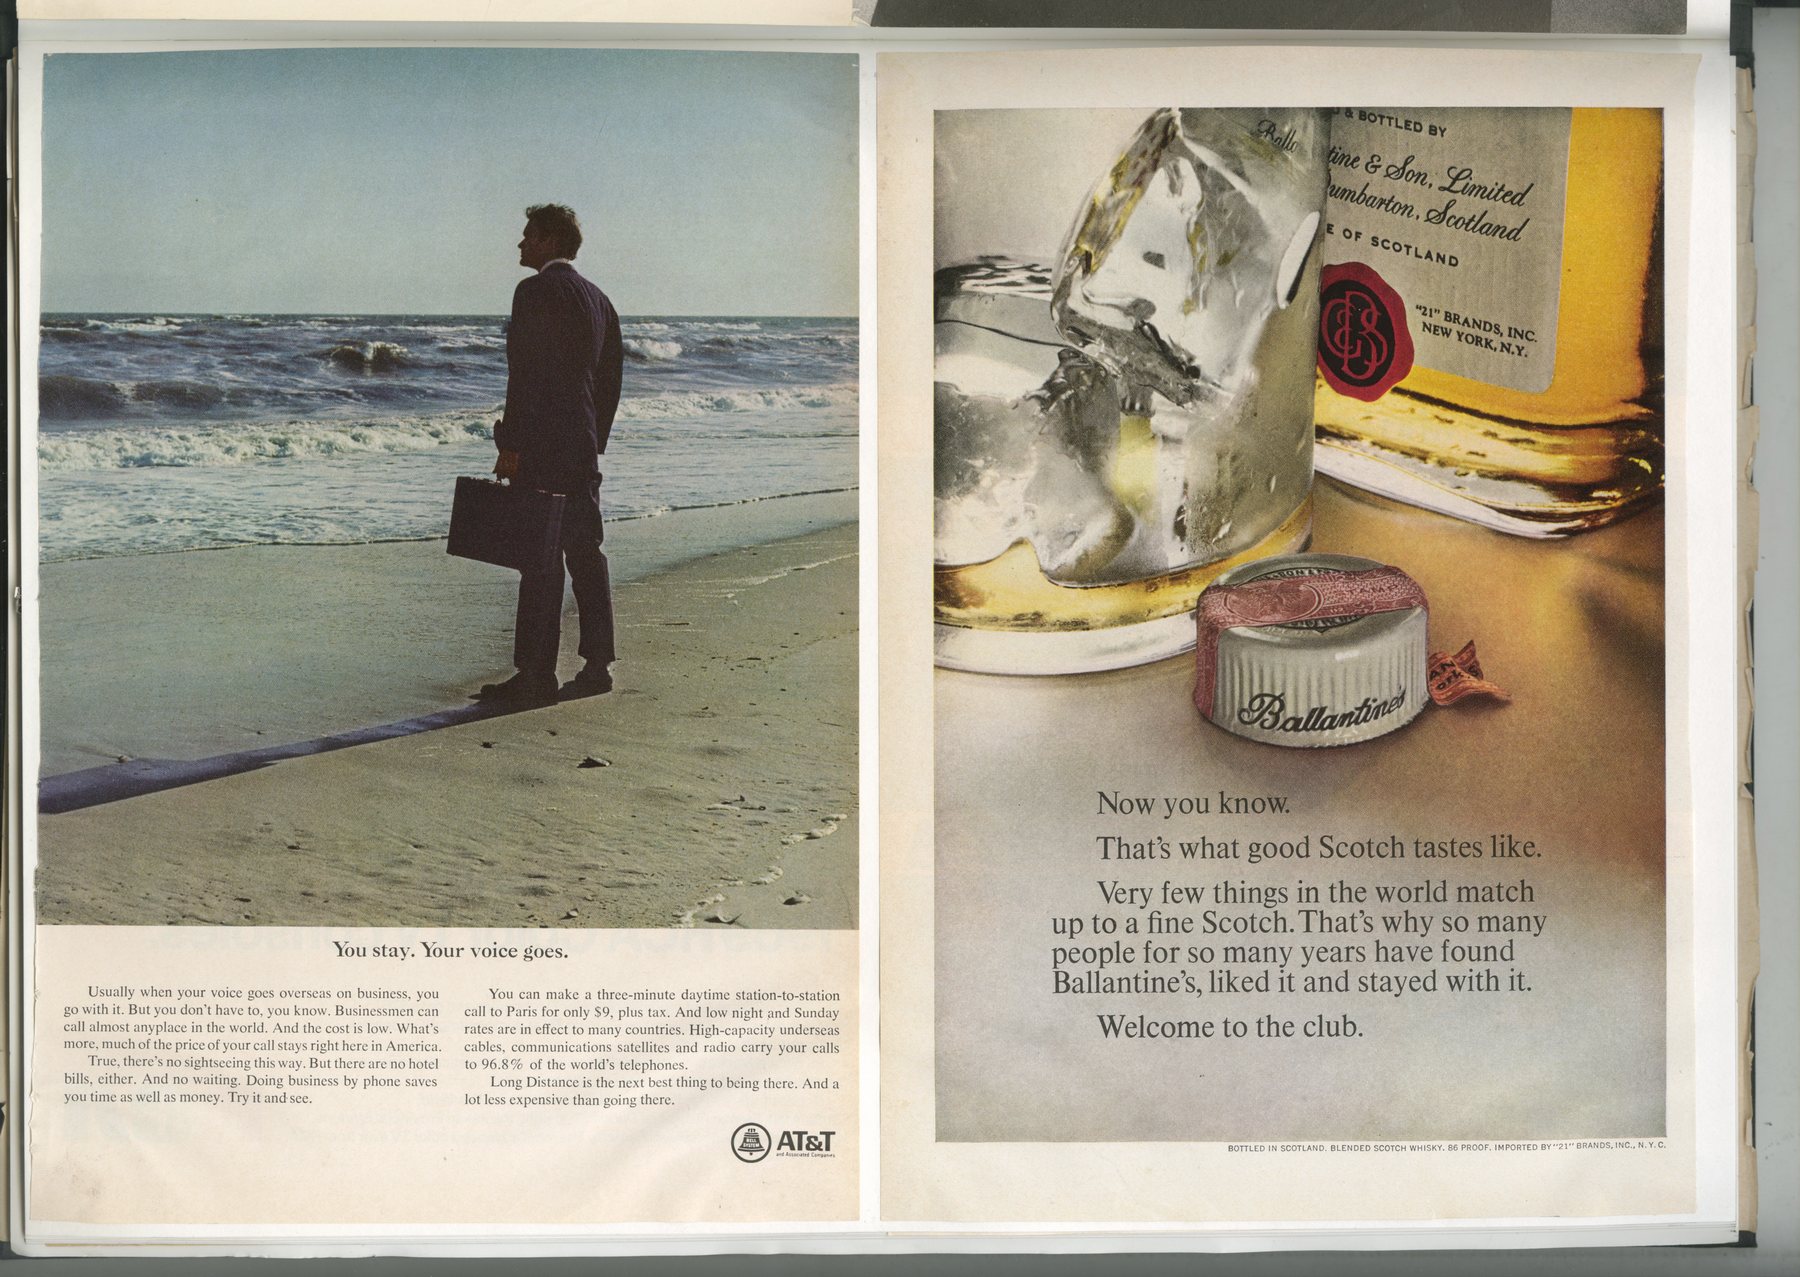 You stay. Your voice goes.
Usually when your voice goes overseas on business, you
go with it. But you don't have to, you know. Businessmen can
call almost anyplace in the world. And the cost is low. What's
more, much of the price of your call stays right here in America.
True, there's no sightseeing this way. But there are no hotel
bills, either. And no waiting. Doing business by phone saves
you time as well as money. Try it and see.
You can make a three-minute daytime station-to-station
call to Paris for only $9, plus tax. And low night and Sunday
rates are in effect to many countries. High-capacity underseas
cables, communications satellites and radio carry your calls
to 96.8% of the world's telephones.
Long Distance is the next best thing to being there. And a
lot less expensive than going there.
BELL
SYSTEM
AT&T
and Associated Companies
Ballo
& BOTTLED BY
tine & Son, Limited
umbarton, Scotland
E OF SCOTLAND
"21" BRANDS, INC.
NEW YORK, N.Y.
Ballantine's
Now you know.
That's what good Scotch tastes like.
Very few things in the world match
up to a fine Scotch. That's why so many
people for so many years have found
Ballantine's, liked it and stayed with it.
Welcome to the club.
BOTTLED IN SCOTLAND. BLENDED SCOTCH WHISKY. 86 PROOF. IMPORTED BY "21" BRANDS, INC., N.Y.C.